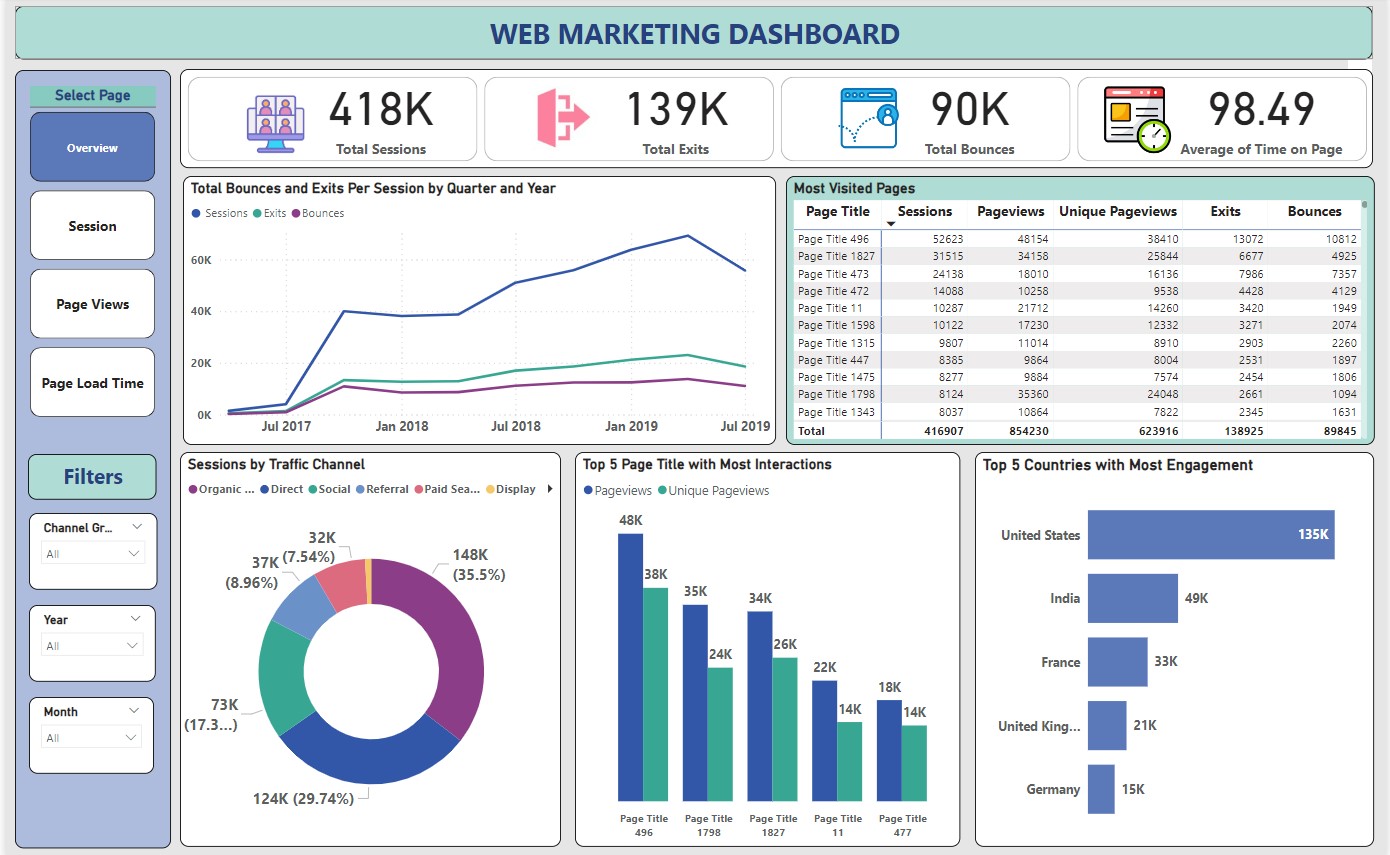 WEB MARKETING DASHBOARD
Select Page
Overview
Session
Page Views
Page Load Time
Filters
Channel Gr...
All
Year
All
Month
All
418K
Total Sessions
139K
Total Exits
90K
Total Bounces
98.49
Average of Time on Page
Total Bounces and Exits Per Session by Quarter and Year
Sessions Exits Bounces
60K
40K
20K
0K
Jul 2017 Jan 2018 Jul 2018 Jan 2019 Jul 2019
Most Visited Pages
Page Title Sessions Pageviews Unique Pageviews Exits Bounces
Page Title 496 52623 48154 38410 13072 10812
Page Title 1827 31515 34158 25844 6677 4925
Page Title 473 24138 18010 16136 7986 7357
Page Title 472 14088 10258 9538 4428 4129
Page Title 11 10287 21712 14260 3420 1949
Page Title 1598 10122 17230 12332 3271 2074
Page Title 1315 9807 11014 8910 2903 2260
Page Title 447 8385 9864 8004 2531 1897
Page Title 1475 8277 9884 7574 2454 1806
Page Title 1798 8124 35360 24048 2661 1094
Page Title 1343 8037 10864 7822 2345 1631
Total 416907 854230 623916 138925 89845
Sessions by Traffic Channel
Organic ... Direct Social Referral Paid Sea... Display
32K
(7.54%)
37K
(8.96%)
148K
(35.5%)
73K
(17.3...)
124K (29.74%)
Top 5 Page Title with Most Interactions
Pageviews Unique Pageviews
48K
38K
35K
24K
34K
26K
22K
14K
18K
14K
Page Title Page Title Page Title Page Title Page Title
496 1798 1827 11 477
Top 5 Countries with Most Engagement
United States 135K
India 49K
France 33K
United King... 21K
Germany 15K